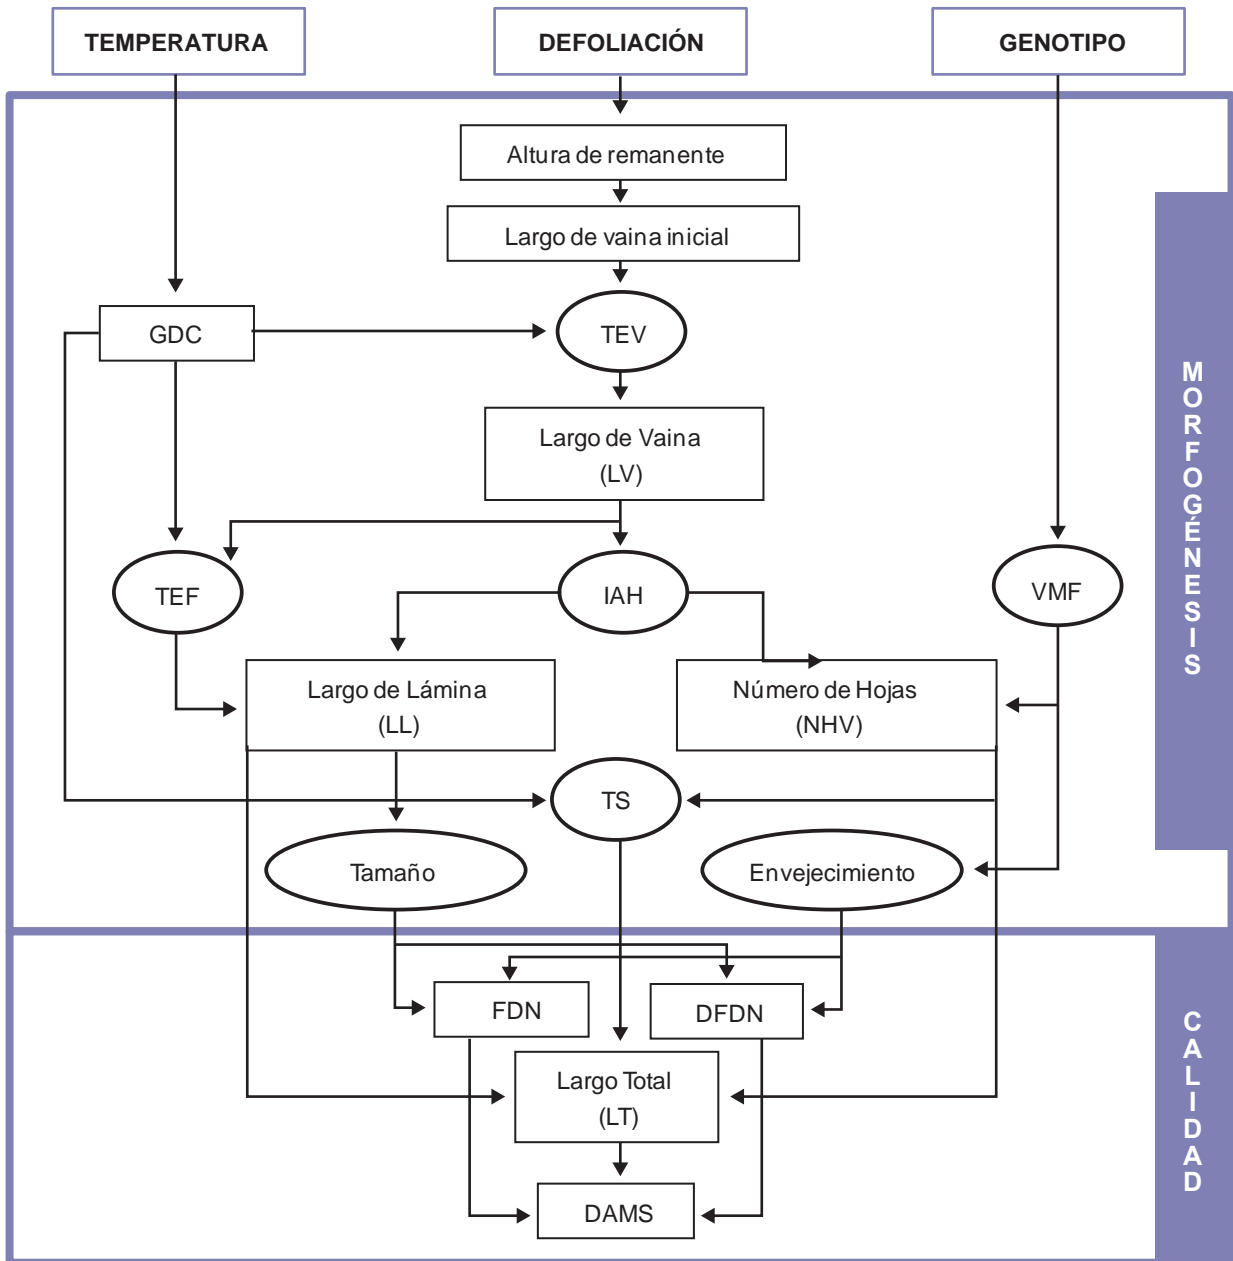 TEMPERATURA
DEFOLIACIÓN
GENOTIPO
Altura de remanente
Largo de vaina inicial
GDC
TEV
Largo de Vaina
(LV)
TEF
IAH
VMF
Largo de Lámina
(LL)
Número de Hojas
(NHV)
TS
Tamaño
Envejecimiento
MORFOGÉNESIS
FDN
DFDN
Largo Total
(LT)
DAMS
CALIDAD